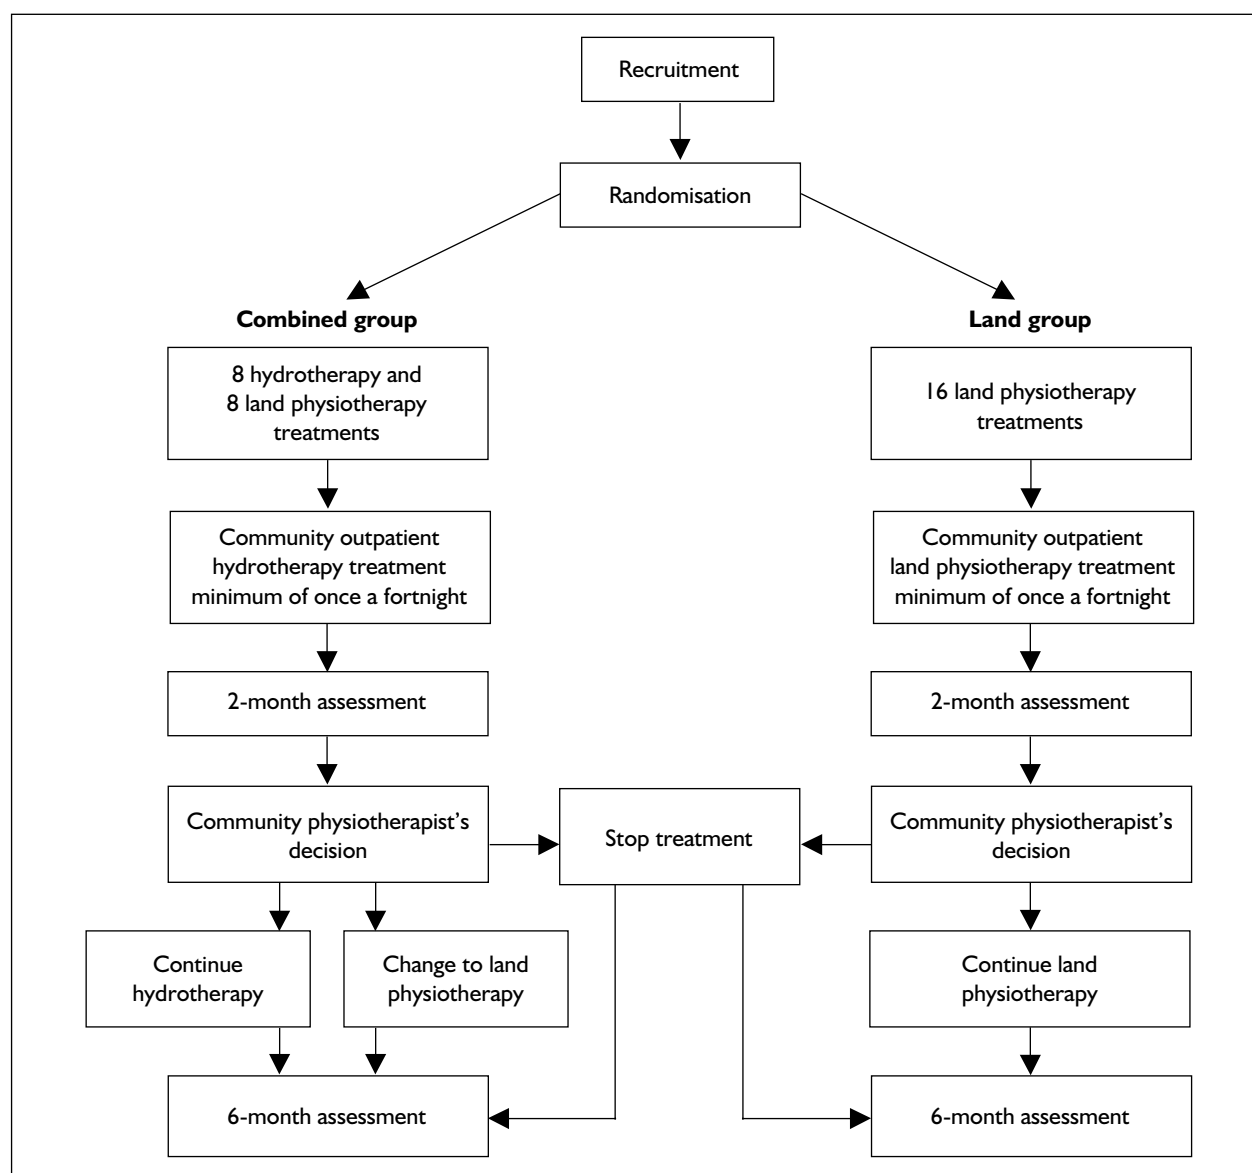 Recruitment
Randomisation
Combined group
Land group
8 hydrotherapy and
8 land physiotherapy
treatments
16 land physiotherapy
treatments
Community outpatient
hydrotherapy treatment
minimum of once a fortnight
Community outpatient
land physiotherapy treatment
minimum of once a fortnight
2-month assessment
2-month assessment
Community physiotherapist's
decision
Stop treatment
Community physiotherapist's
decision
Continue
hydrotherapy
Change to land
physiotherapy
Continue land
physiotherapy
6-month assessment
6-month assessment